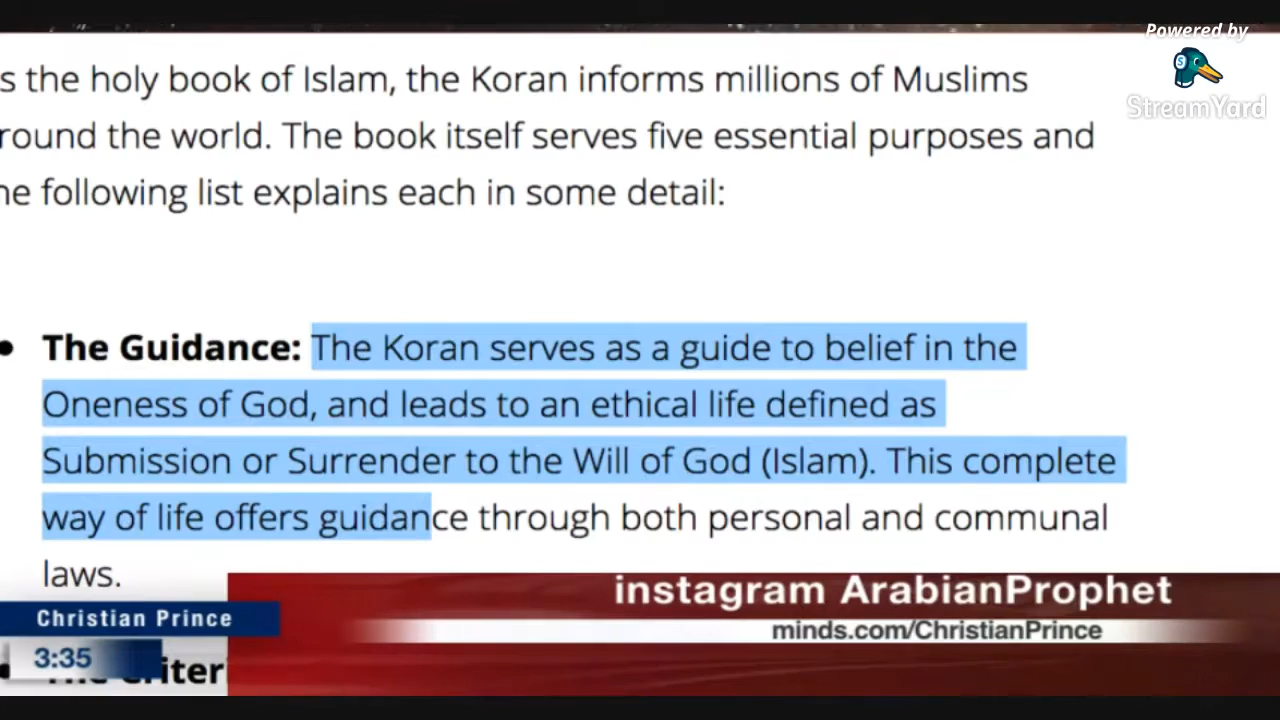 Powered by
StreamYard
s the holy book of Islam, the Koran informs millions of Muslims
round the world. The book itself serves five essential purposes and
he following list explains each in some detail:
• The Guidance: The Koran serves as a guide to belief in the
Oneness of God, and leads to an ethical life defined as
Submission or Surrender to the Will of God (Islam). This complete
way of life offers guidance through both personal and communal
laws.
instagram ArabianProphet
minds.com/ChristianPrince
Christian Prince
3:35